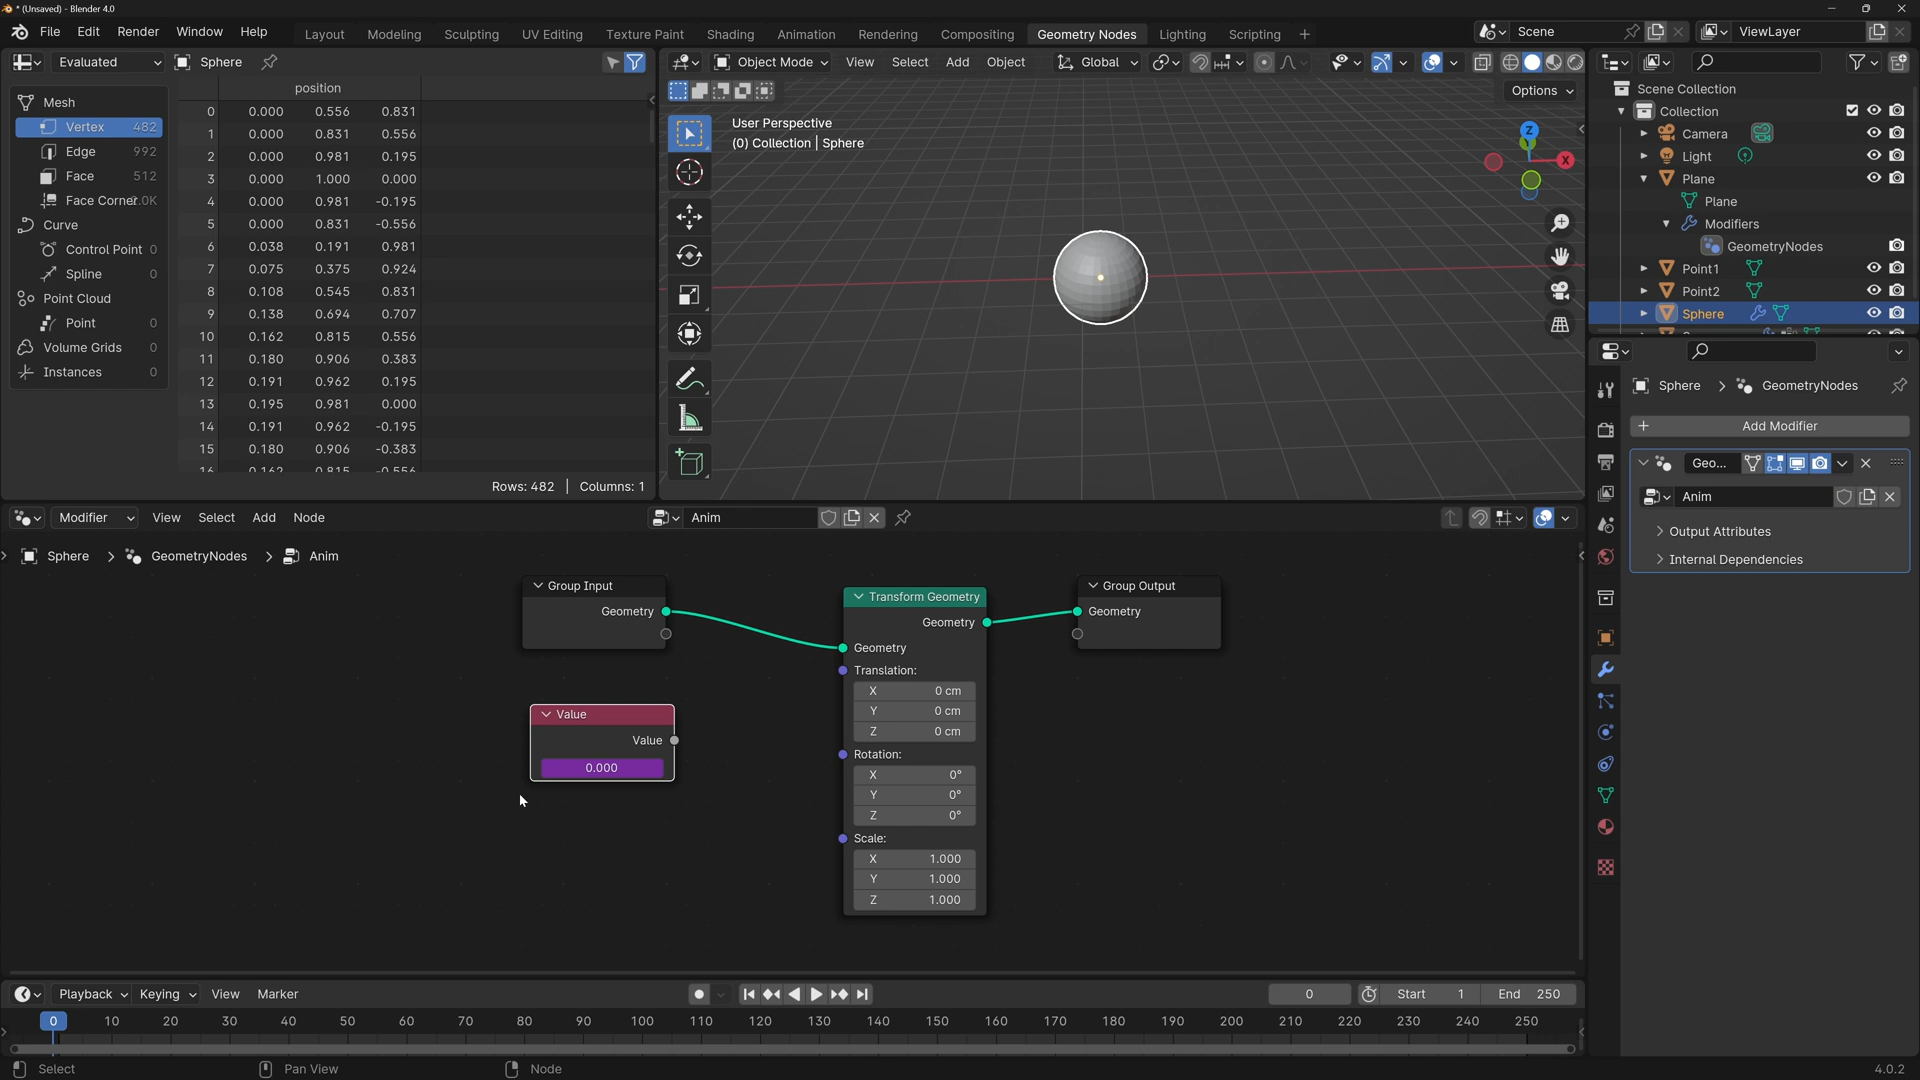 * (Unsaved) - Blender 4.0
File Edit Render Window Help Layout Modeling Sculpting UV Editing Texture Paint Shading Animation Rendering Compositing Geometry Nodes Lighting Scripting + Scene ViewLayer
Evaluated Sphere
Object Mode View Select Add Object Global
Options
position
Mesh
Vertex 482
Edge 992
Face 512
Face Corner 2.0K
Curve
Control Point 0
Spline 0
Point Cloud
Point 0
Volume Grids 0
Instances 0
0 0.000 0.556 0.831
1 0.000 0.831 0.556
2 0.000 0.981 0.195
3 0.000 1.000 0.000
4 0.000 0.981 -0.195
5 0.000 0.831 -0.556
6 0.038 0.191 0.981
7 0.075 0.375 0.924
8 0.108 0.545 0.831
9 0.138 0.694 0.707
10 0.162 0.815 0.556
11 0.180 0.906 0.383
12 0.191 0.962 0.195
13 0.195 0.981 0.000
14 0.191 0.962 -0.195
15 0.180 0.906 -0.383
16 0.162 0.815 -0.556
Rows: 482 | Columns: 1
User Perspective
(0) Collection | Sphere
Z
X
Scene Collection
Collection
Camera
Light
Plane
Plane
Modifiers
GeometryNodes
Point1
Point2
Sphere
Sphere > GeometryNodes
+ Add Modifier
Geo...
Anim
Output Attributes
Internal Dependencies
Modifier View Select Add Node Anim
Sphere > GeometryNodes > Anim
Group Input
Geometry
Value
Value
0.000
Transform Geometry
Geometry
Geometry
Translation:
X 0 cm
Y 0 cm
Z 0 cm
Rotation:
X 0°
Y 0°
Z 0°
Scale:
X 1.000
Y 1.000
Z 1.000
Group Output
Geometry
Playback Keying View Marker 0 Start 1 End 250
0 10 20 30 40 50 60 70 80 90 100 110 120 130 140 150 160 170 180 190 200 210 220 230 240 250
Select Pan View Node 4.0.2